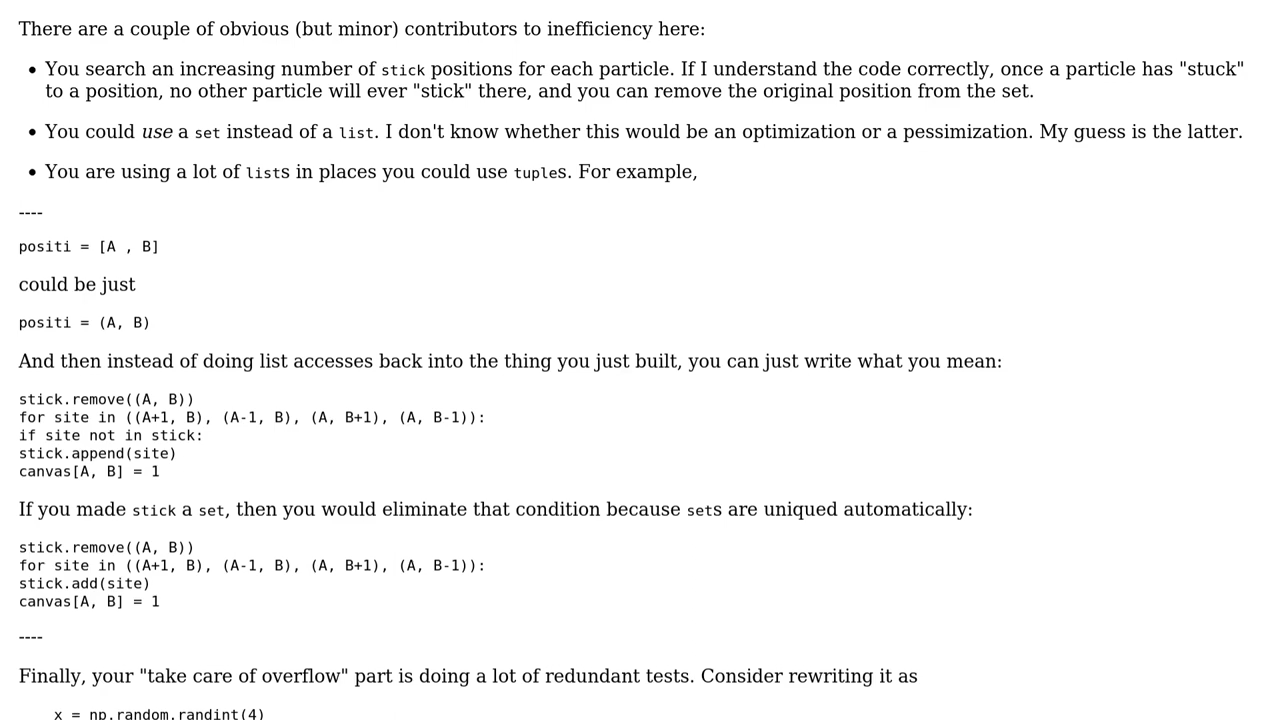 There are a couple of obvious (but minor) contributors to inefficiency here:
• You search an increasing number of stick positions for each particle. If I understand the code correctly, once a particle has "stuck"
to a position, no other particle will ever "stick" there, and you can remove the original position from the set.
• You could use a set instead of a list. I don't know whether this would be an optimization or a pessimization. My guess is the latter.
• You are using a lot of lists in places you could use tuples. For example,
----
positi = [A , B]
could be just
positi = (A, B)
And then instead of doing list accesses back into the thing you just built, you can just write what you mean:
stick.remove((A, B))
for site in ((A+1, B), (A-1, B), (A, B+1), (A, B-1)):
if site not in stick:
stick.append(site)
canvas[A, B] = 1
If you made stick a set, then you would eliminate that condition because sets are uniqued automatically:
stick.remove((A, B))
for site in ((A+1, B), (A-1, B), (A, B+1), (A, B-1)):
stick.add(site)
canvas[A, B] = 1
----
Finally, your "take care of overflow" part is doing a lot of redundant tests. Consider rewriting it as
x = np.random.randint(4)